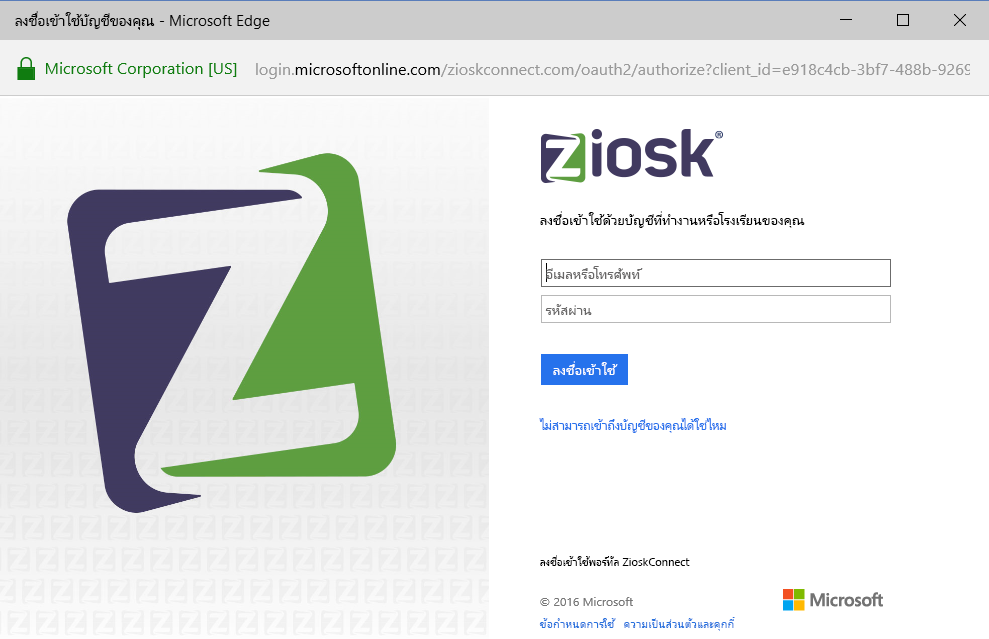 ลงชื่อเข้าใช้บัญชีของคุณ - Microsoft Edge
Microsoft Corporation [US] login.microsoftonline.com/zioskconnect.com/oauth2/authorize?client_id=e918c4cb-3bf7-488b-9269
ziosk®
ลงชื่อเข้าใช้ด้วยบัญชีที่ทำงานหรือโรงเรียนของคุณ
อีเมลหรือโทรศัพท์
รหัสผ่าน
ลงชื่อเข้าใช้
ไม่สามารถเข้าถึงบัญชีของคุณได้ใช่ไหม
ลงชื่อเข้าใช้พอร์ทัล ZioskConnect
© 2016 Microsoft
Microsoft
ข้อกำหนดการใช้ ความเป็นส่วนตัวและคุกกี้